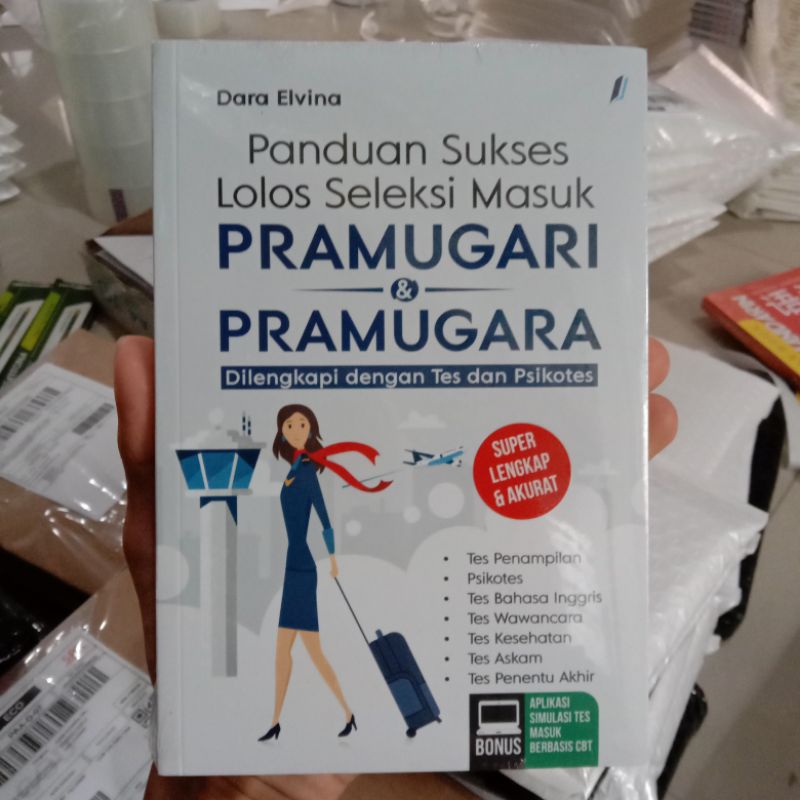 Dara Elvina
Panduan Sukses
Lolos Seleksi Masuk
PRAMUGARI
&
PRAMUGARA
Dilengkapi dengan Tes dan Psikotes
SUPER
LENGKAP
& AKURAT
• Tes Penampilan
• Psikotes
• Tes Bahasa Inggris
• Tes Wawancara
• Tes Kesehatan
• Tes Askam
• Tes Penentu Akhir
BONUS
APLIKASI
SIMULASI TES
MASUK
BERBASIS CBT
ECO